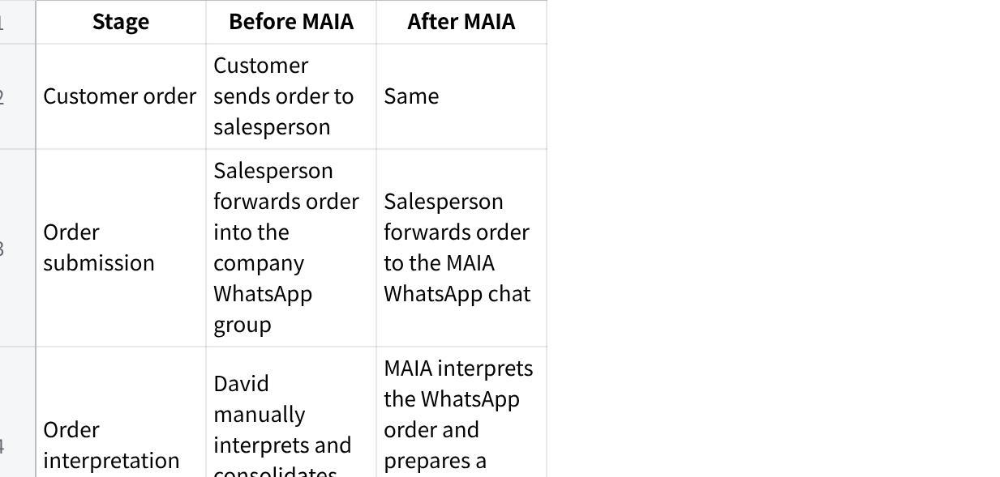 1
Stage
Before MAIA
After MAIA
2
Customer order
Customer
sends order to
salesperson
Same
3
Order
submission
Salesperson
forwards order
into the
company
WhatsApp
group
Salesperson
forwards order
to the MAIA
WhatsApp chat
4
Order
interpretation
David
manually
interprets and
consolidates
MAIA interprets
the WhatsApp
order and
prepares a